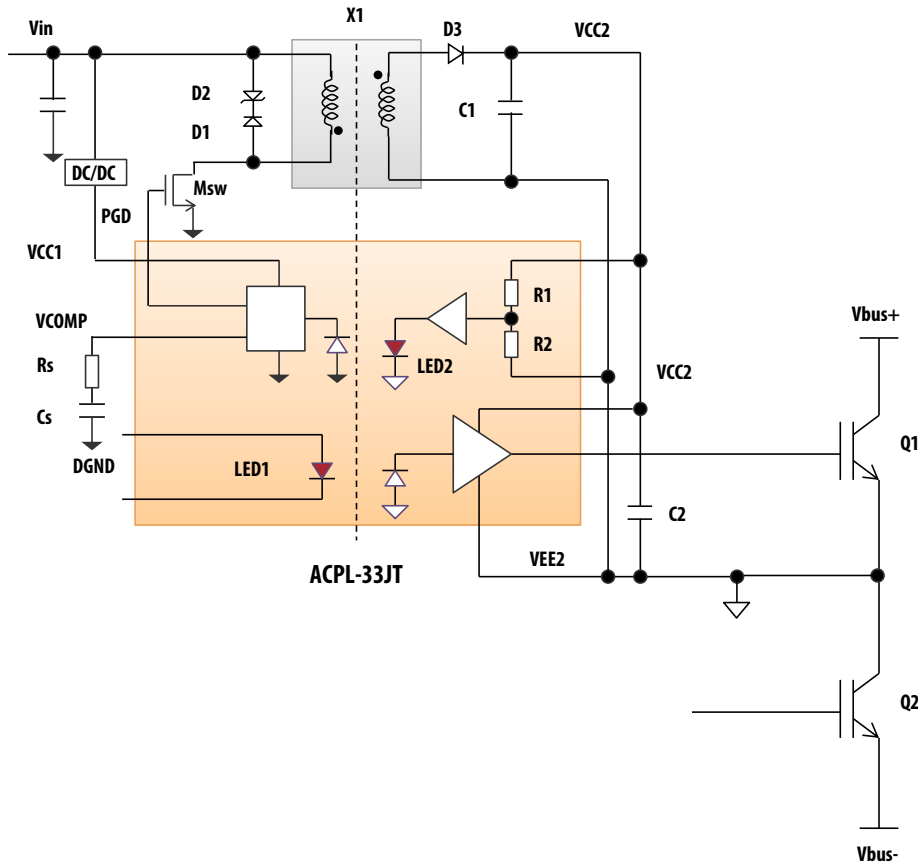 X1
Vin
D3
VCC2
D2
C1
D1
DC/DC
Msw
PGD
VCC1
R1
VCOMP
Vbus+
Rs
R2
LED2
VCC2
Cs
Q1
DGND
LED1
C2
VEE2
ACPL-33JT
Q2
Vbus-